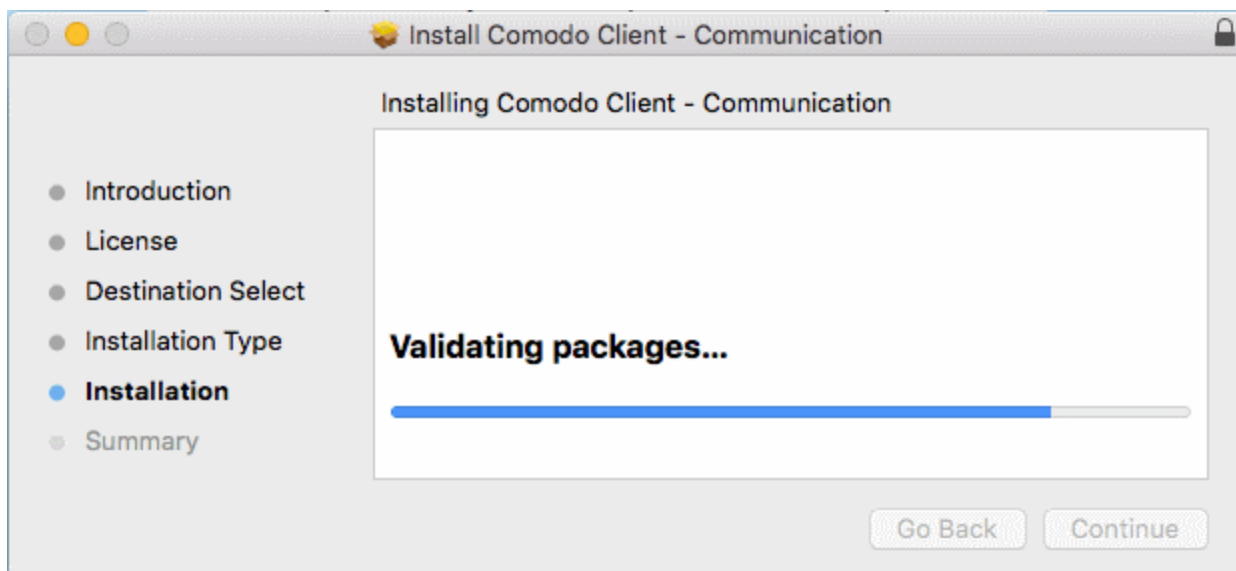 Install Comodo Client - Communication
Installing Comodo Client - Communication
Introduction
License
Destination Select
Installation Type
Installation
Summary
Validating packages...
Go Back
Continue